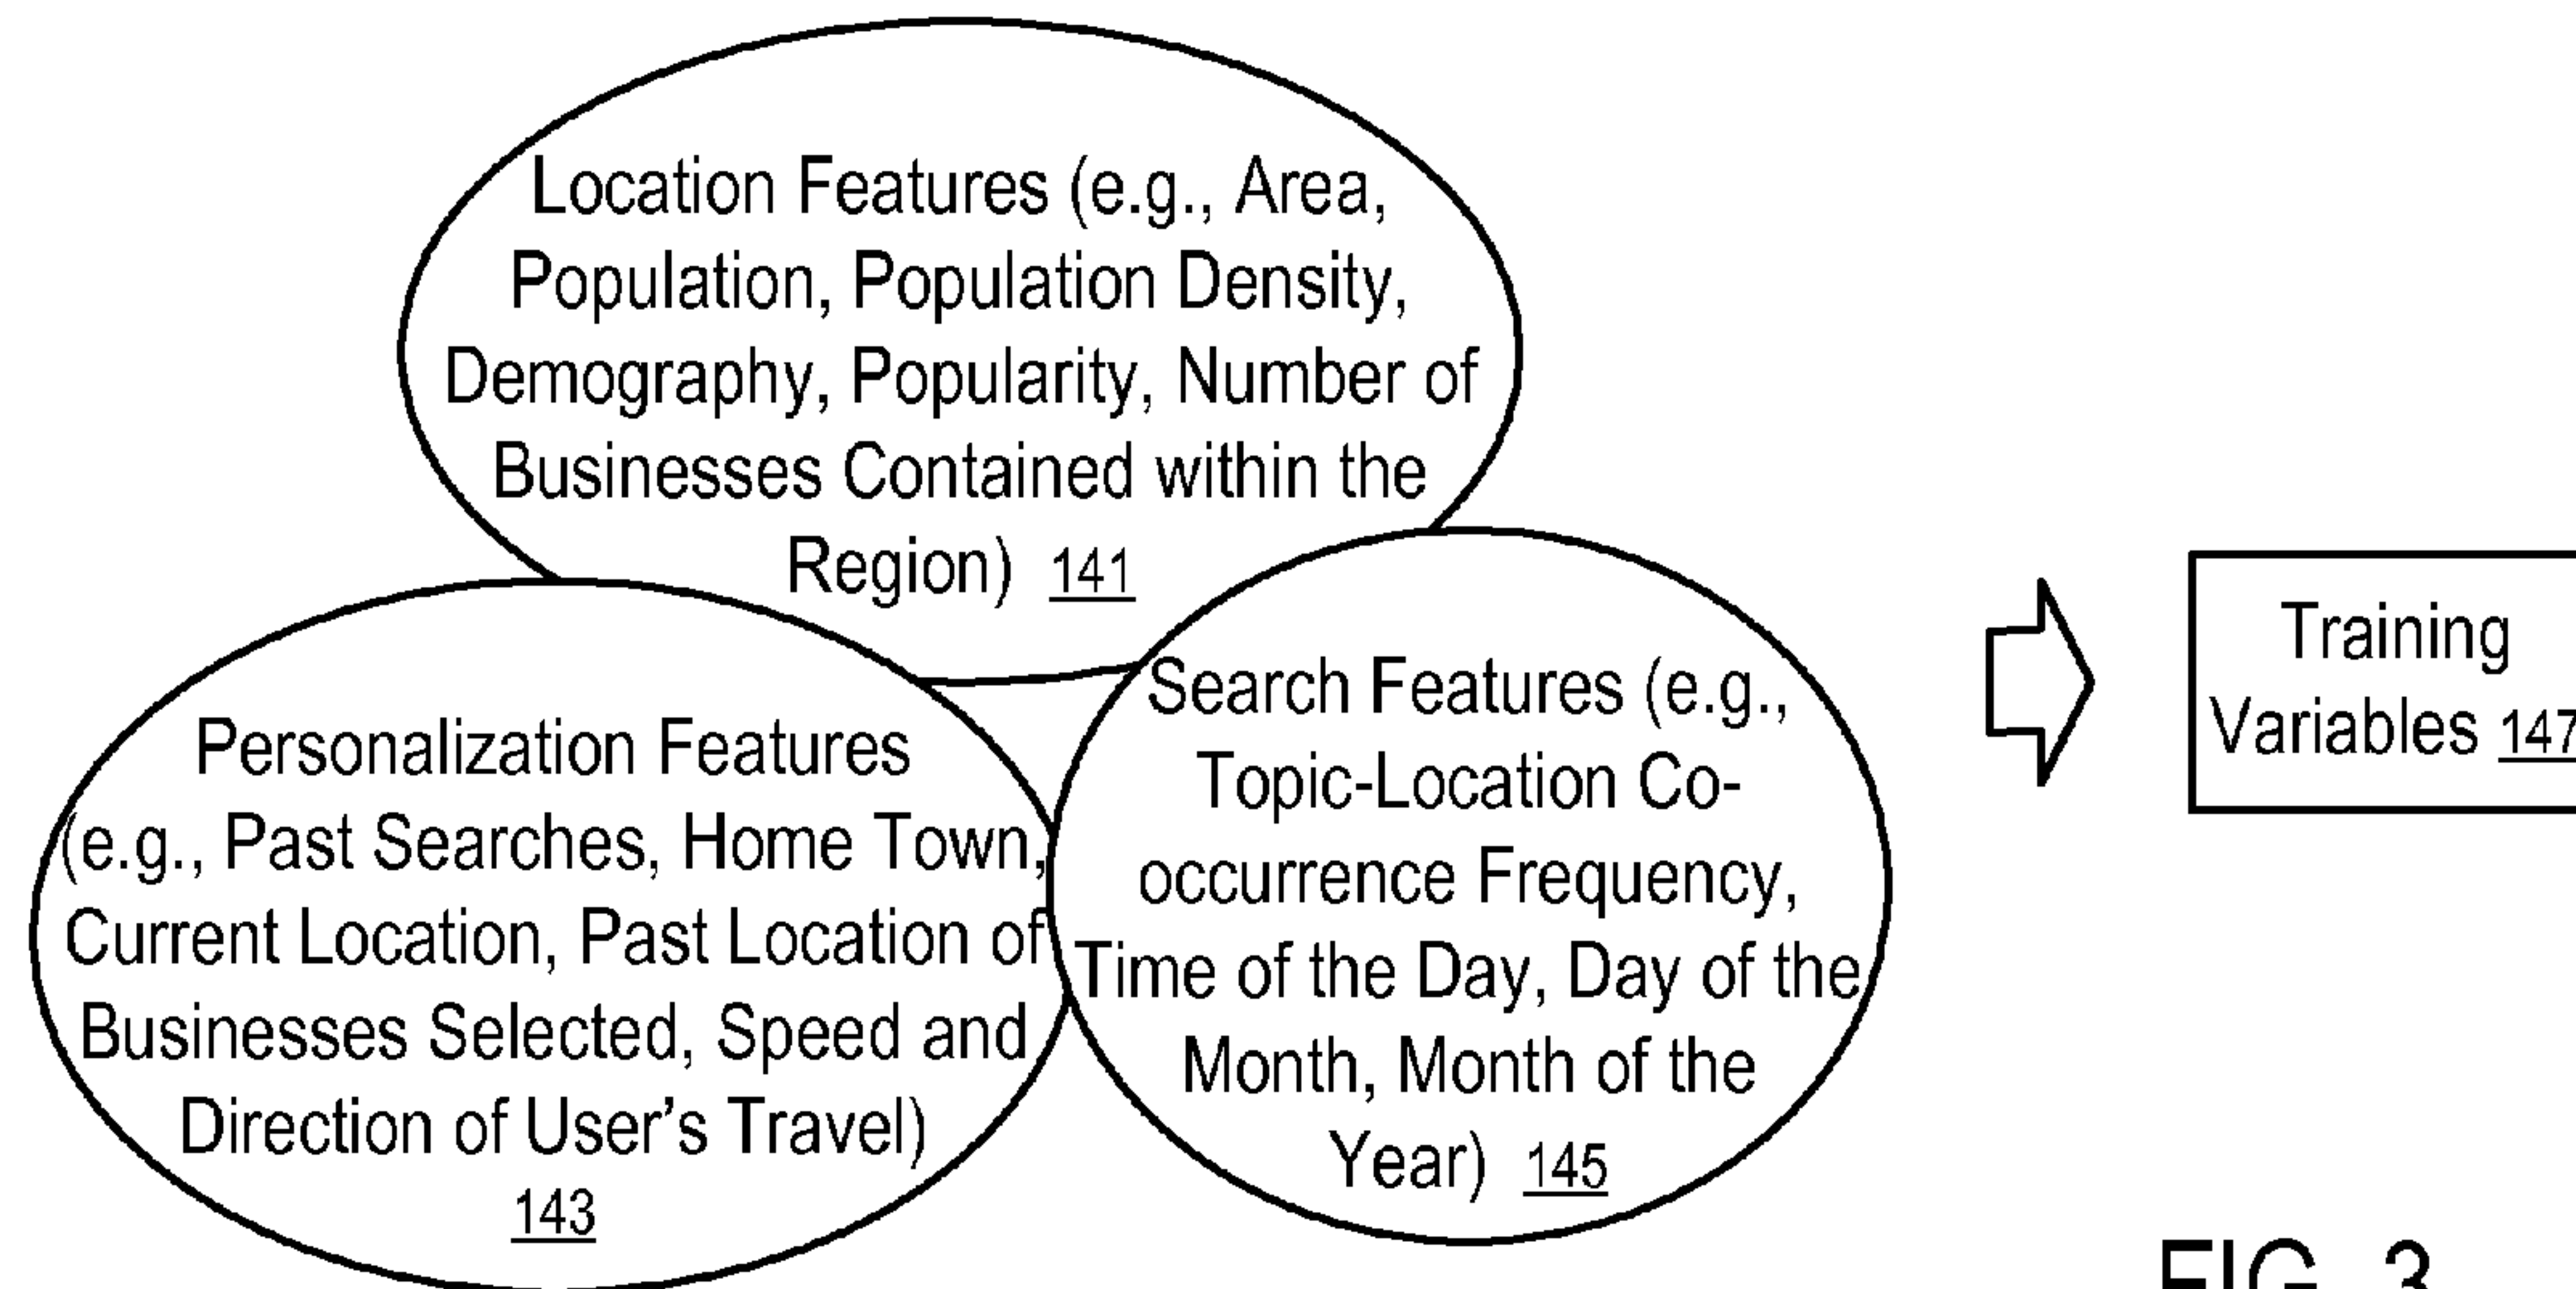 Location Features (e.g., Area,
Population, Population Density,
Demography, Popularity, Number of
Businesses Contained within the
Region) 141
Personalization Features
(e.g., Past Searches, Home Town,
Current Location, Past Location of
Businesses Selected, Speed and
Direction of User’s Travel)
143
Search Features (e.g.,
Topic-Location Co-
occurrence Frequency,
Time of the Day, Day of the
Month, Month of the
Year) 145
Training
Variables 147
FIG. 3